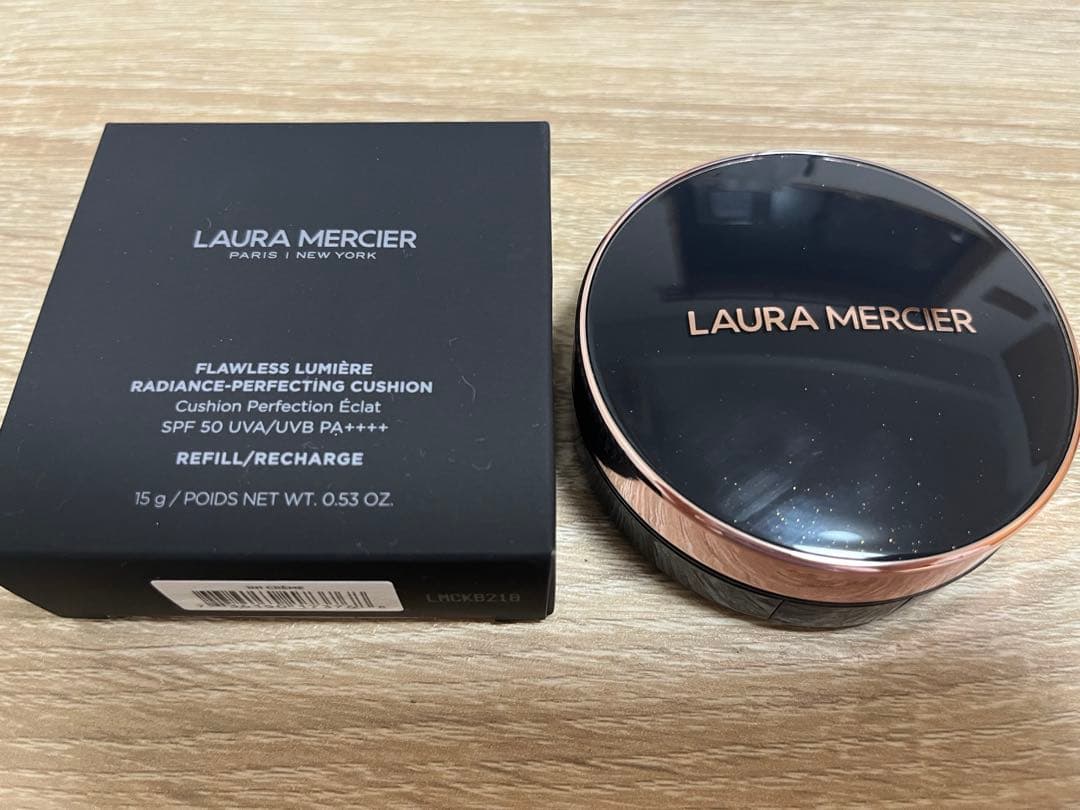 LAURA MERCIER
PARIS | NEW YORK
FLAWLESS LUMIÈRE
RADIANCE-PERFECTING CUSHION
Cushion Perfection Éclat
SPF 50 UVA/UVB PA++++
REFILL/RECHARGE
15 g / POIDS NET WT. 0.53 OZ.
CRÈME
LMCKB218
LAURA MERCIER